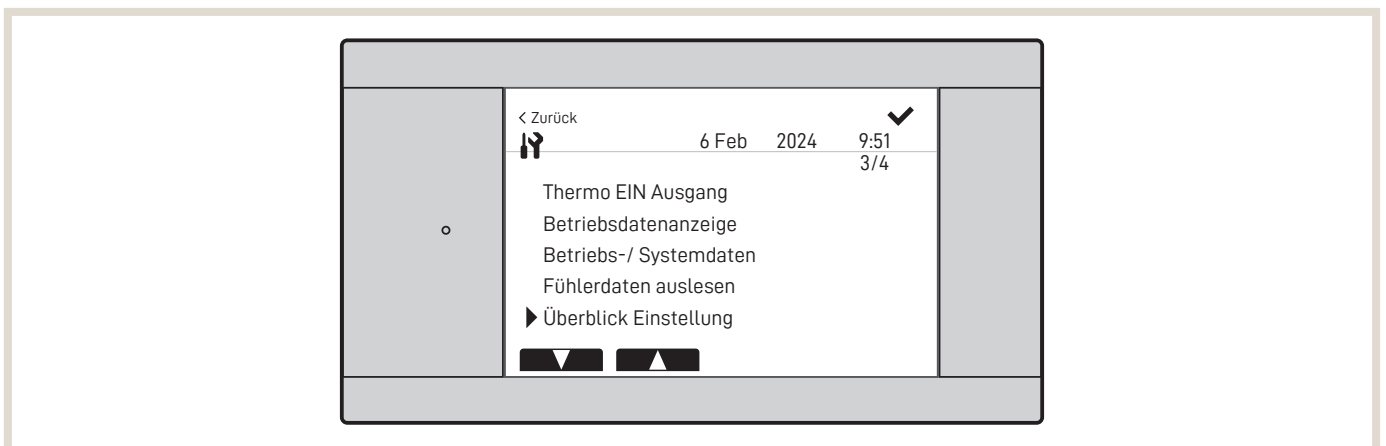 < Zurück
6 Feb 2024 9:51
3/4
Thermo EIN Ausgang
Betriebsdatenanzeige
Betriebs-/ Systemdaten
Fühlerdaten auslesen
Überblick Einstellung